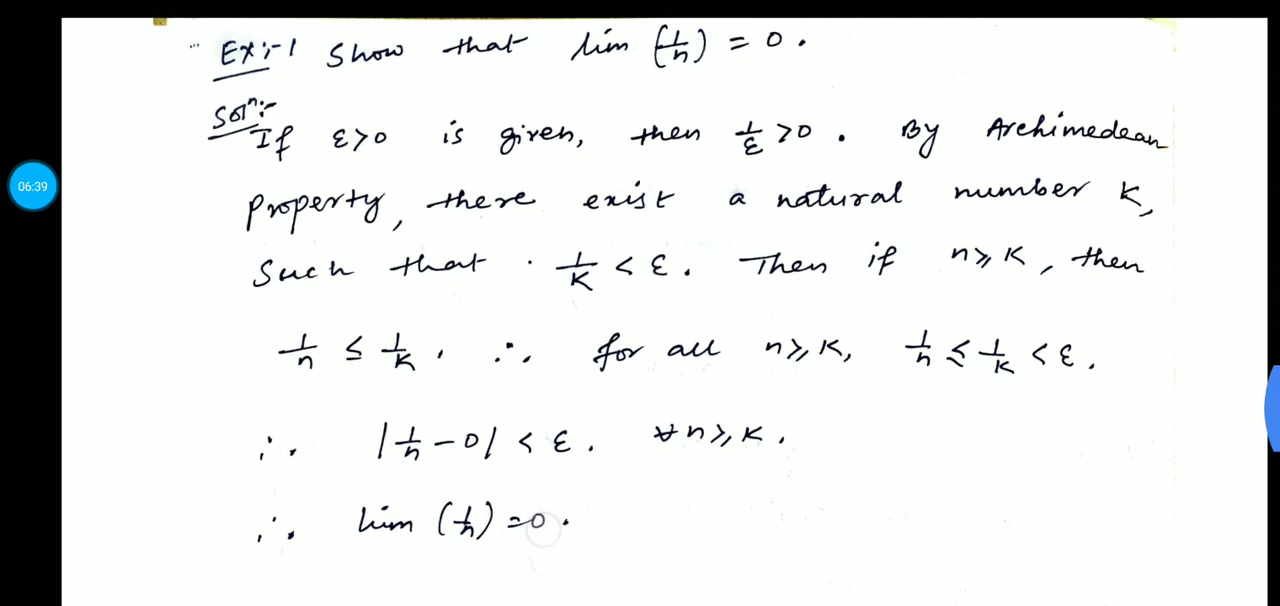 Ex:-1 Show that lim (1/n) = 0.
Solⁿ:-
If ε>0 is given, then 1/ε >0. By Archimedean
Property, there exist a natural number K,
Such that 1/K < ε. Then if n≥K, then
1/n ≤ 1/K. ∴ for all n≥K, 1/n ≤ 1/K < ε.
∴ |1/n - 0| < ε. ∀ n≥K.
∴ lim (1/n) = 0.
06:39